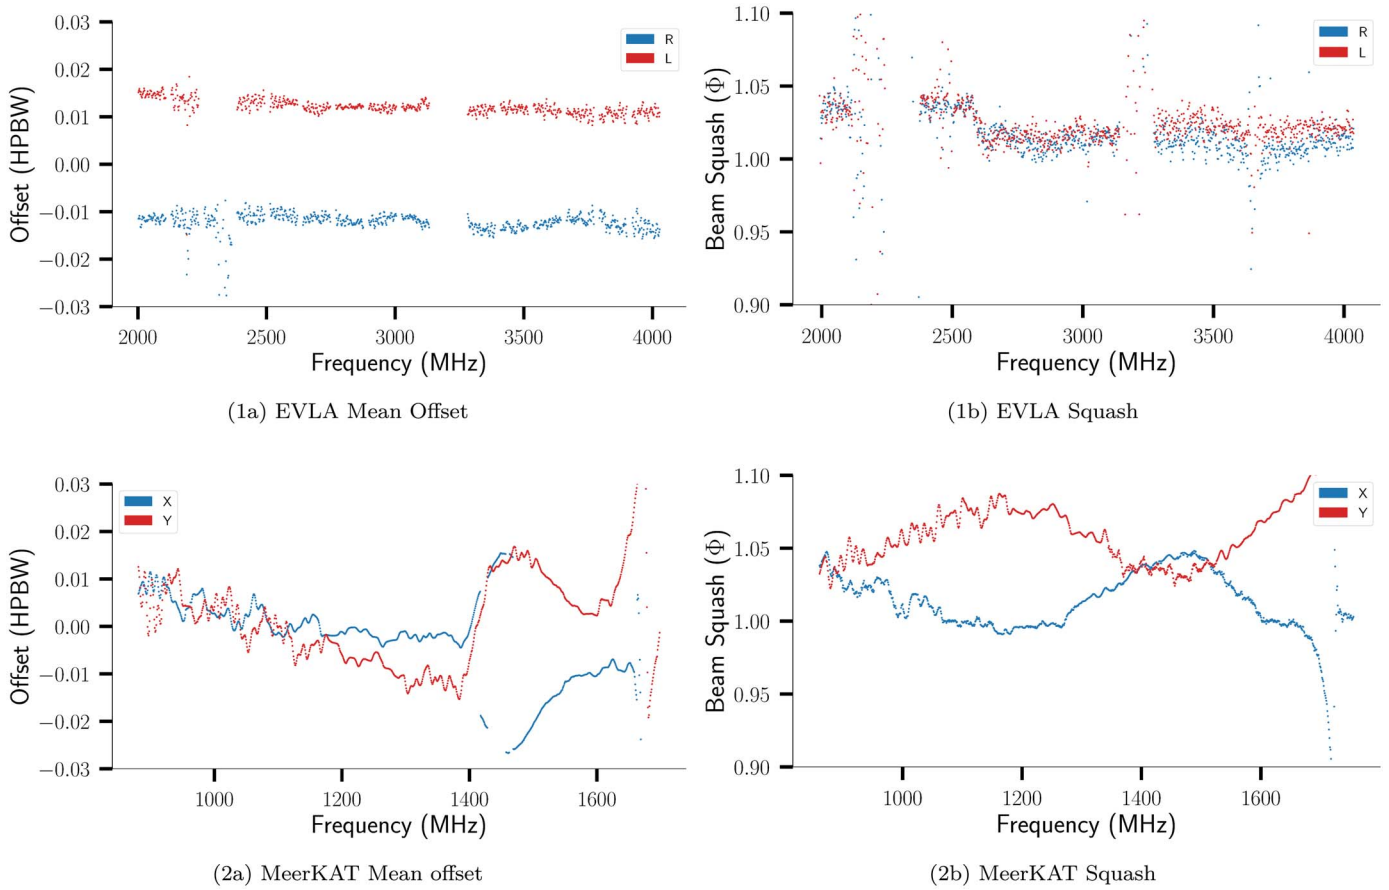 0.03
0.02
0.01
0.00
−0.01
−0.02
−0.03
Offset (HPBW)
R
L
2000 2500 3000 3500 4000
Frequency (MHz)
(1a) EVLA Mean Offset
1.10
1.05
1.00
0.95
0.90
Beam Squash (Φ)
R
L
2000 2500 3000 3500 4000
Frequency (MHz)
(1b) EVLA Squash
0.03
0.02
0.01
0.00
−0.01
−0.02
−0.03
Offset (HPBW)
X
Y
1000 1200 1400 1600
Frequency (MHz)
(2a) MeerKAT Mean offset
1.10
1.05
1.00
0.95
0.90
Beam Squash (Φ)
X
Y
1000 1200 1400 1600
Frequency (MHz)
(2b) MeerKAT Squash